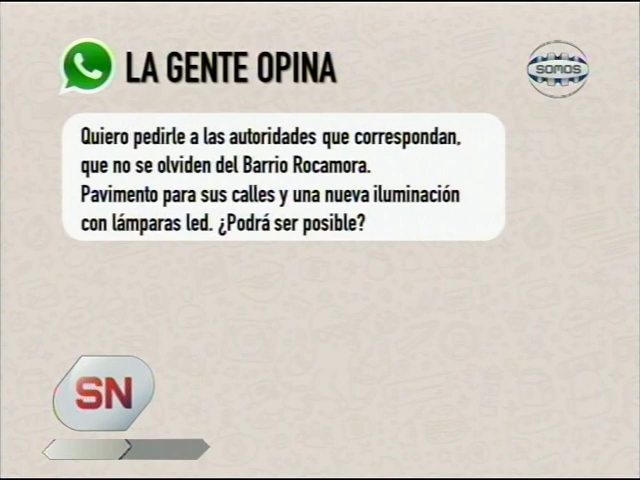 LA GENTE OPINA
SOMOS
Quiero pedirle a las autoridades que correspondan,
que no se olviden del Barrio Rocamora.
Pavimento para sus calles y una nueva iluminación
con lámparas led. ¿Podrá ser posible?
SN